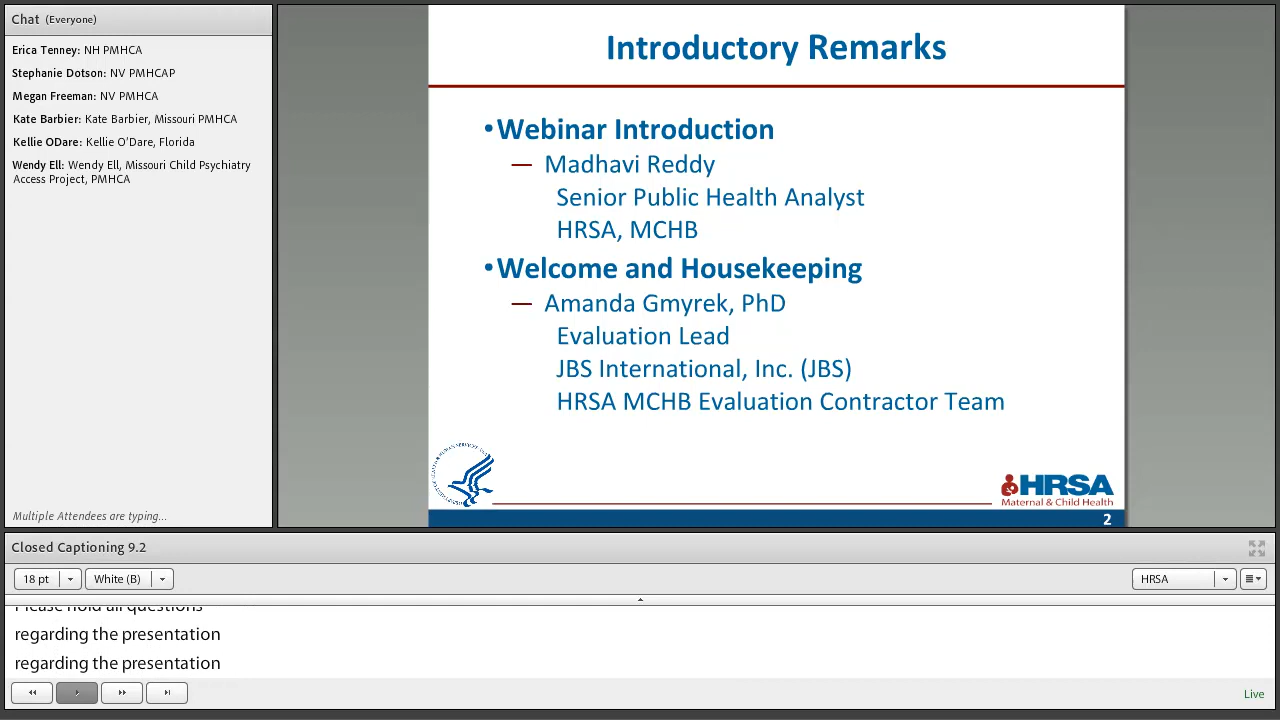 Chat (Everyone)
Erica Tenney: NH PMHCA
Stephanie Dotson: NV PMHCAP
Megan Freeman: NV PMHCA
Kate Barbier: Kate Barbier, Missouri PMHCA
Kellie ODare: Kellie O'Dare, Florida
Wendy Ell: Wendy Ell, Missouri Child Psychiatry
Access Project, PMHCA
Multiple Attendees are typing...
Introductory Remarks
•Webinar Introduction
— Madhavi Reddy
Senior Public Health Analyst
HRSA, MCHB
•Welcome and Housekeeping
— Amanda Gmyrek, PhD
Evaluation Lead
JBS International, Inc. (JBS)
HRSA MCHB Evaluation Contractor Team
HRSA
Maternal & Child Health
2
Closed Captioning 9.2
18 pt
White (B)
HRSA
Please hold all questions
regarding the presentation
regarding the presentation
Live